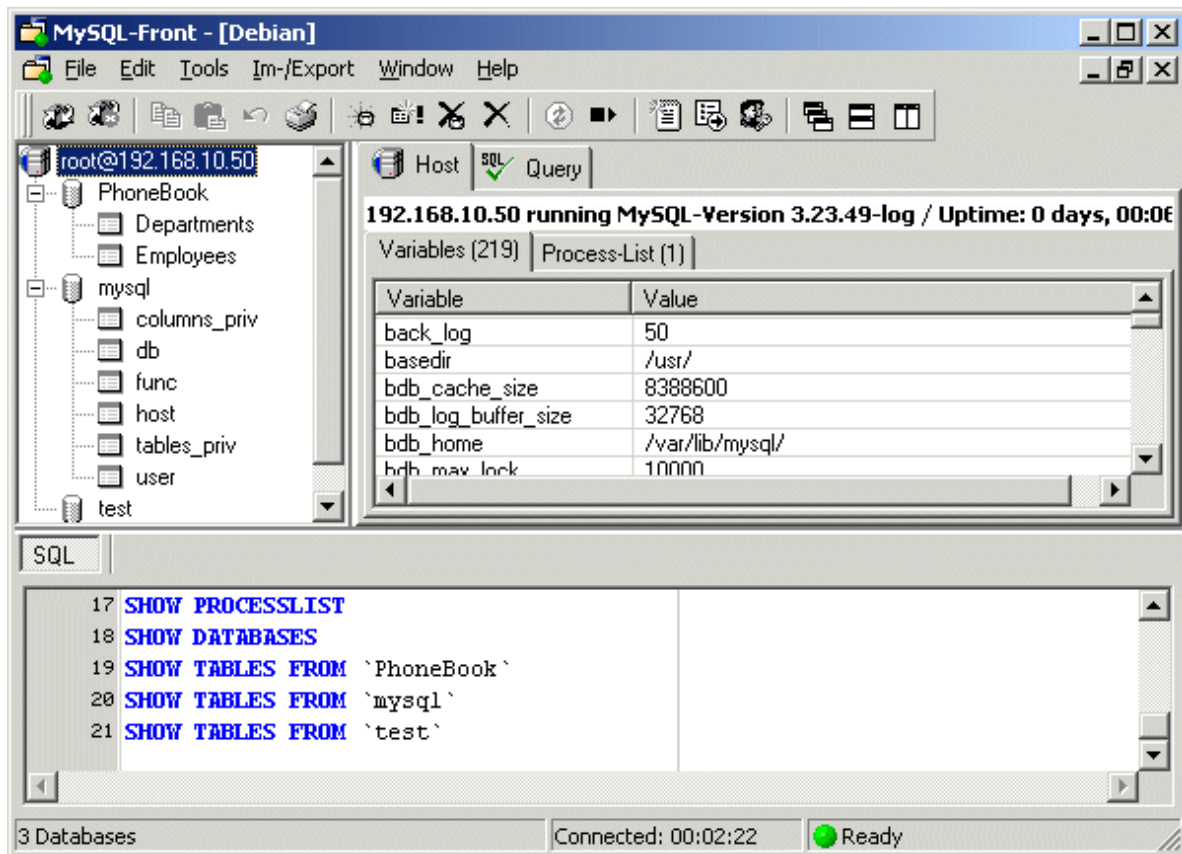 MySQL-Front - [Debian]
File Edit Tools Im-/Export Window Help
root@192.168.10.50
PhoneBook
Departments
Employees
mysql
columns_priv
db
func
host
tables_priv
user
test
Host SQL Query
192.168.10.50 running MySQL-Version 3.23.49-log / Uptime: 0 days, 00:06
Variables (219) Process-List (1)
Variable Value
back_log 50
basedir /usr/
bdb_cache_size 8388600
bdb_log_buffer_size 32768
bdb_home /var/lib/mysql/
bdb_max_lock 10000
SQL
17 SHOW PROCESSLIST
18 SHOW DATABASES
19 SHOW TABLES FROM `PhoneBook`
20 SHOW TABLES FROM `mysql`
21 SHOW TABLES FROM `test`
3 Databases Connected: 00:02:22 Ready